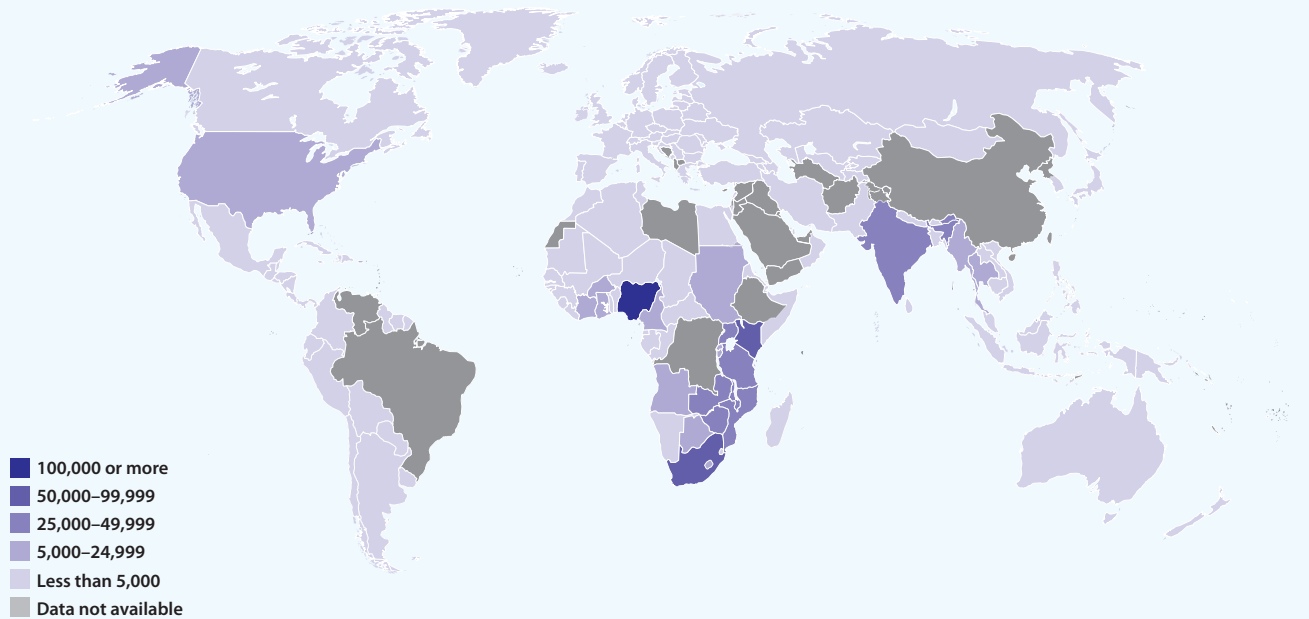 100,000 or more
50,000–99,999
25,000–49,999
5,000–24,999
Less than 5,000
Data not available